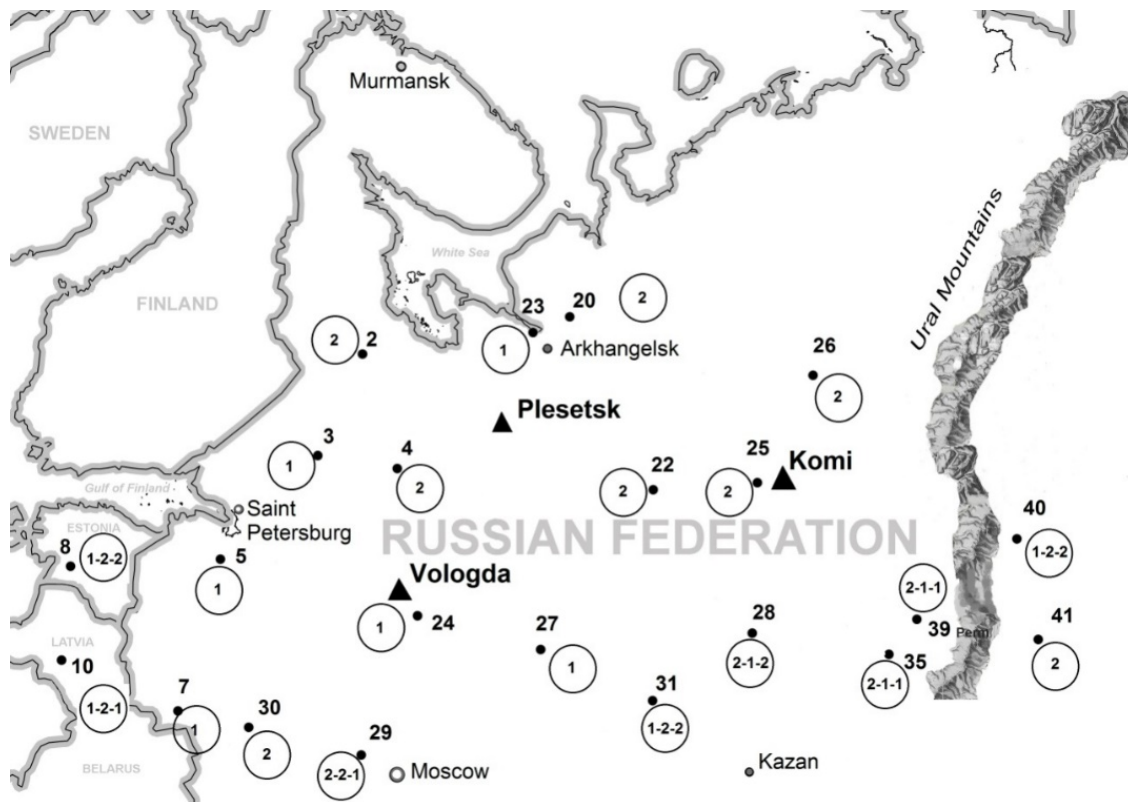 Murmansk
SWEDEN
White Sea
Ural Mountains
FINLAND
2
23
20
2
2
1
Arkhangelsk
26
2
Plesetsk
3
1
4
2
22
2
25
2
Komi
Gulf of Finland
Saint
Petersburg
RUSSIAN FEDERATION
ESTONIA
8
1-2-2
5
1
40
1-2-2
Vologda
2-1-1
1
24
27
1
28
2-1-2
39
Perm
41
2
LATVIA
10
35
2-1-1
1-2-1
7
1
30
2
29
2-2-1
31
1-2-2
Moscow
Kazan
BELARUS